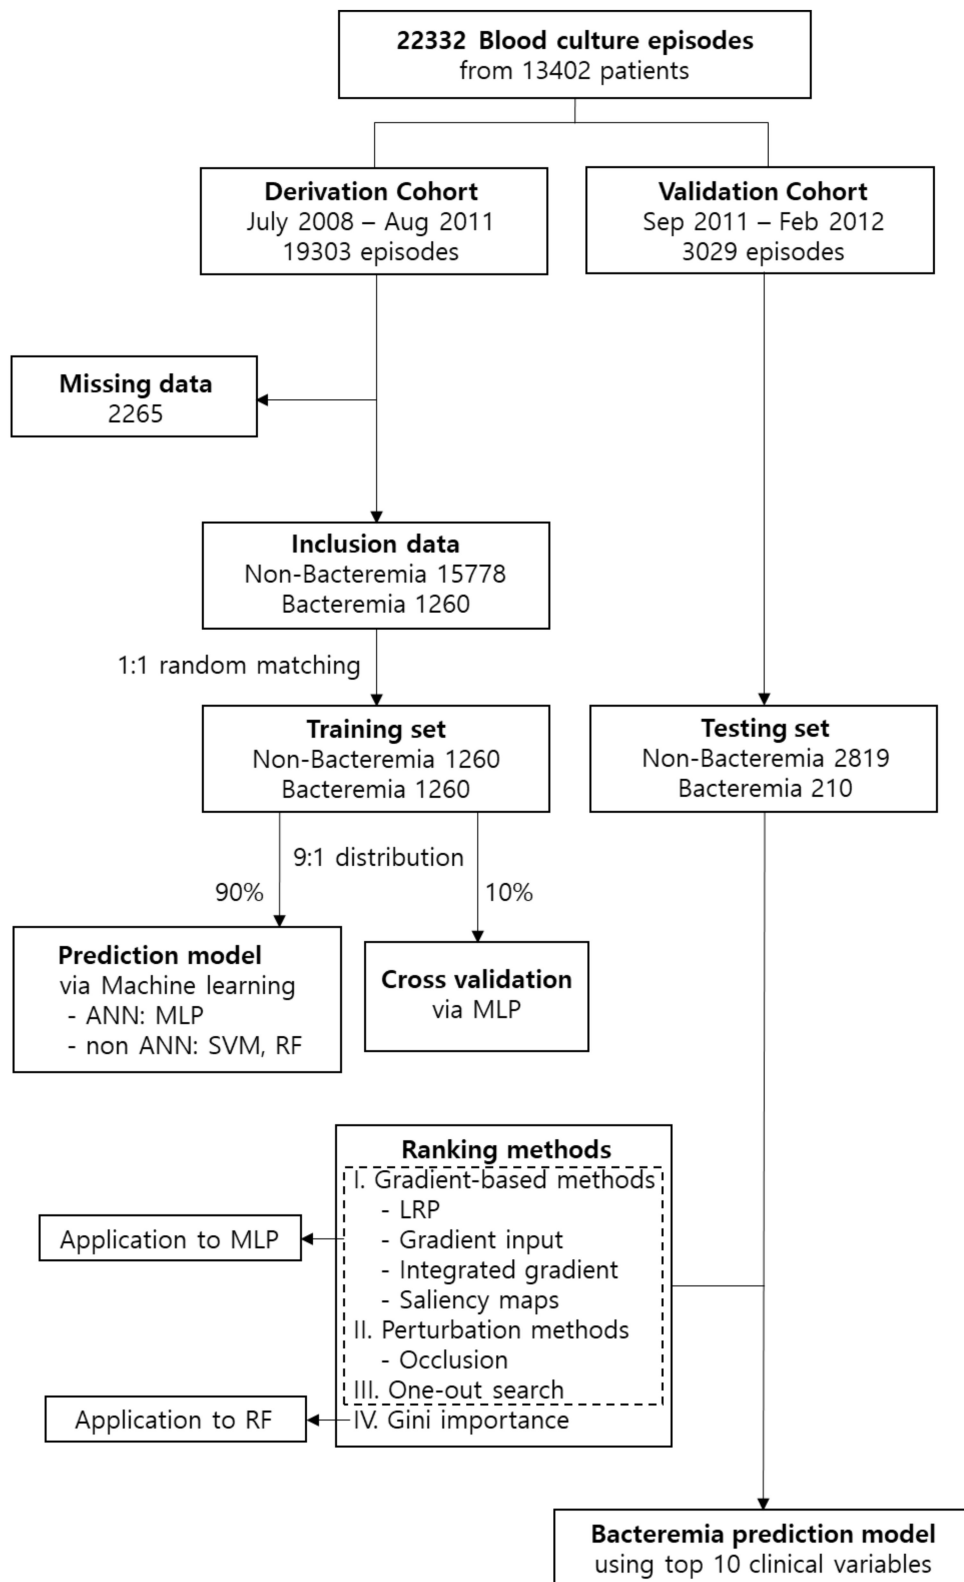 22332 Blood culture episodes
from 13402 patients
Derivation Cohort
July 2008 – Aug 2011
19303 episodes
Validation Cohort
Sep 2011 – Feb 2012
3029 episodes
Missing data
2265
Inclusion data
Non-Bacteremia 15778
Bacteremia 1260
1:1 random matching
Training set
Non-Bacteremia 1260
Bacteremia 1260
Testing set
Non-Bacteremia 2819
Bacteremia 210
9:1 distribution
90%
10%
Prediction model
via Machine learning
- ANN: MLP
- non ANN: SVM, RF
Cross validation
via MLP
Ranking methods
I. Gradient-based methods
- LRP
- Gradient input
- Integrated gradient
- Saliency maps
II. Perturbation methods
- Occlusion
III. One-out search
IV. Gini importance
Application to MLP
Application to RF
Bacteremia prediction model
using top 10 clinical variables